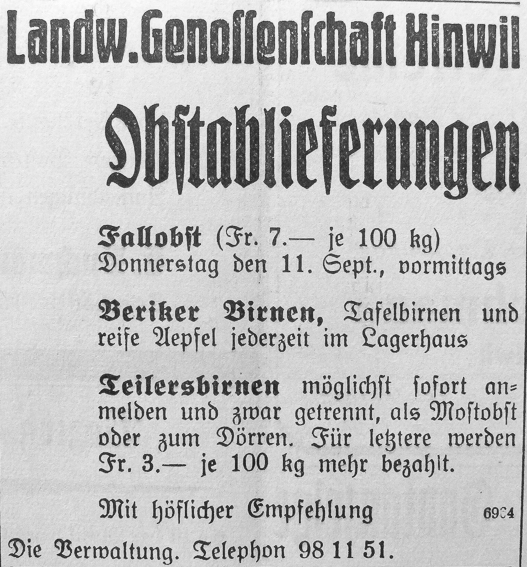 Landw. Genossenschaft Hinwil
Obstablieferungen
Fallobst (Fr. 7.— je 100 kg)
Donnerstag den 11. Sept., vormittags
Beriker Birnen, Tafelbirnen und
reife Aepfel jederzeit im Lagerhaus
Teilersbirnen möglichst sofort an-
melden und zwar getrennt, als Mostobst
oder zum Dörren. Für letztere werden
Fr. 3.— je 100 kg mehr bezahlt.
Mit höflicher Empfehlung
Die Verwaltung. Telephon 98 11 51.